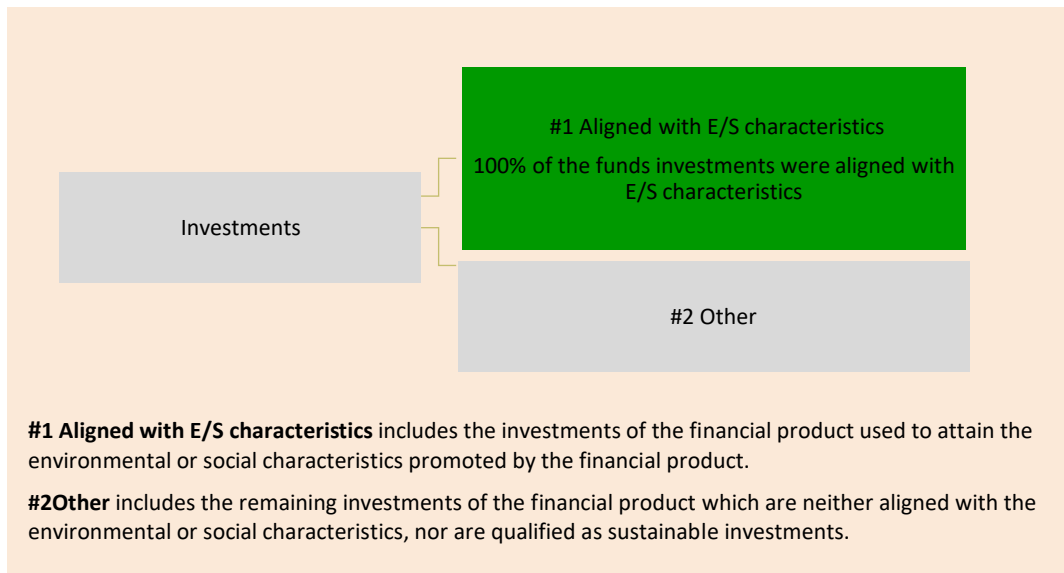 #1 Aligned with E/S characteristics
100% of the funds investments were aligned with
E/S characteristics
Investments
#2 Other
#1 Aligned with E/S characteristics includes the investments of the financial product used to attain the
environmental or social characteristics promoted by the financial product.
#2Other includes the remaining investments of the financial product which are neither aligned with the
environmental or social characteristics, nor are qualified as sustainable investments.